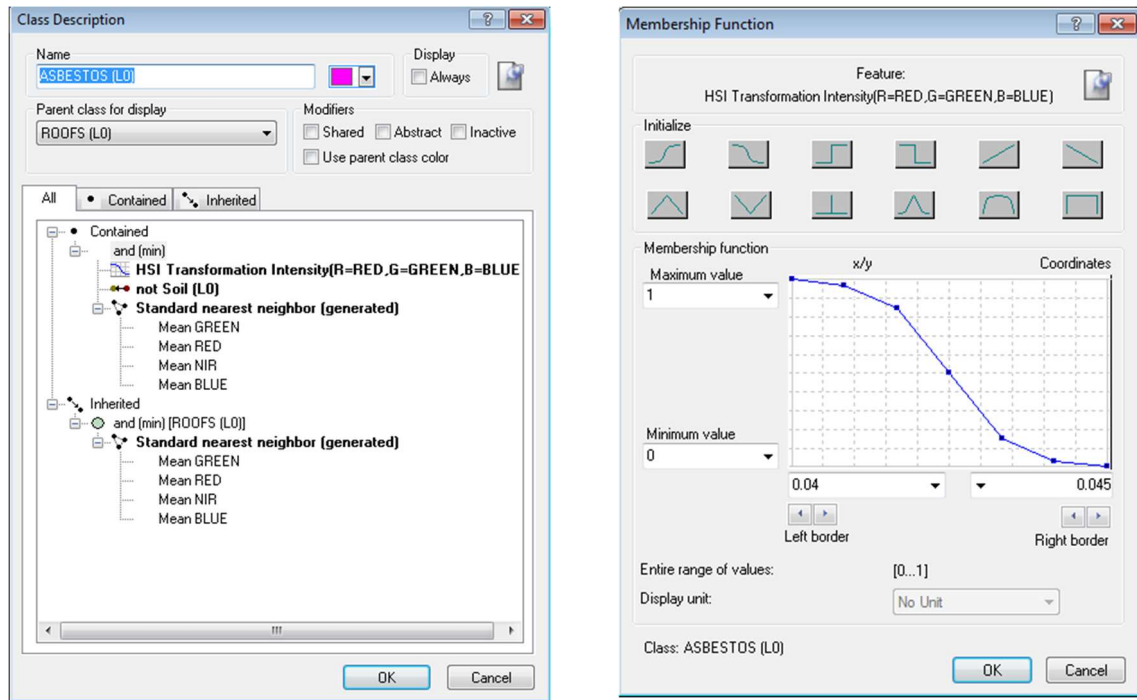 Class Description
Name
ASBESTOS (L0)
Display
Always
Parent class for display
ROOFS (L0)
Modifiers
Shared Abstract Inactive
Use parent class color
All Contained Inherited
Contained
and (min)
HSI Transformation Intensity(R=RED,G=GREEN,B=BLUE
not Soil (L0)
Standard nearest neighbor (generated)
Mean GREEN
Mean RED
Mean NIR
Mean BLUE
Inherited
and (min) [ROOFS (L0)]
Standard nearest neighbor (generated)
Mean GREEN
Mean RED
Mean NIR
Mean BLUE
OK Cancel
Membership Function
Feature:
HSI Transformation Intensity(R=RED,G=GREEN,B=BLUE)
Initialize
Membership function
Maximum value
x/y
Coordinates
1
Minimum value
0
0.04
0.045
Left border
Right border
Entire range of values:
[0...1]
Display unit:
No Unit
Class: ASBESTOS (L0)
OK Cancel